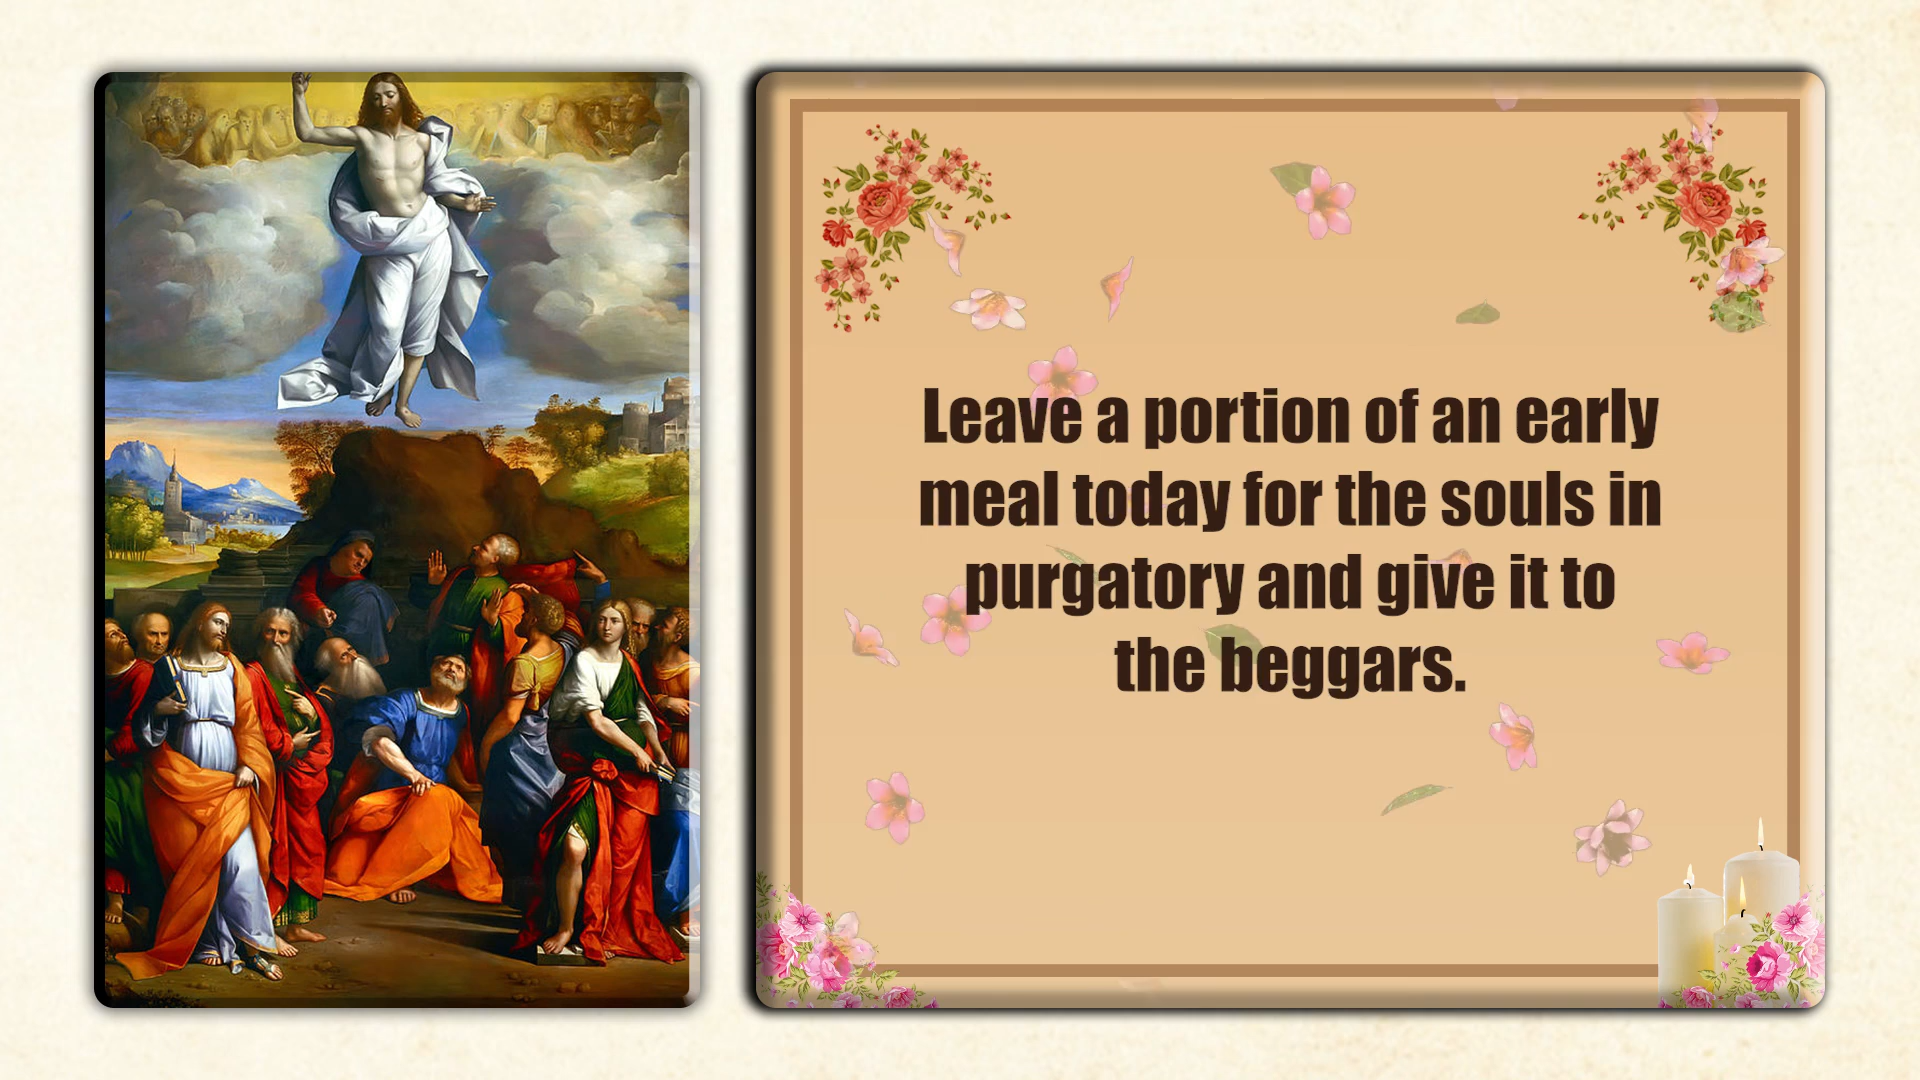 Leave a portion of an early
meal today for the souls in
purgatory and give it to
the beggars.